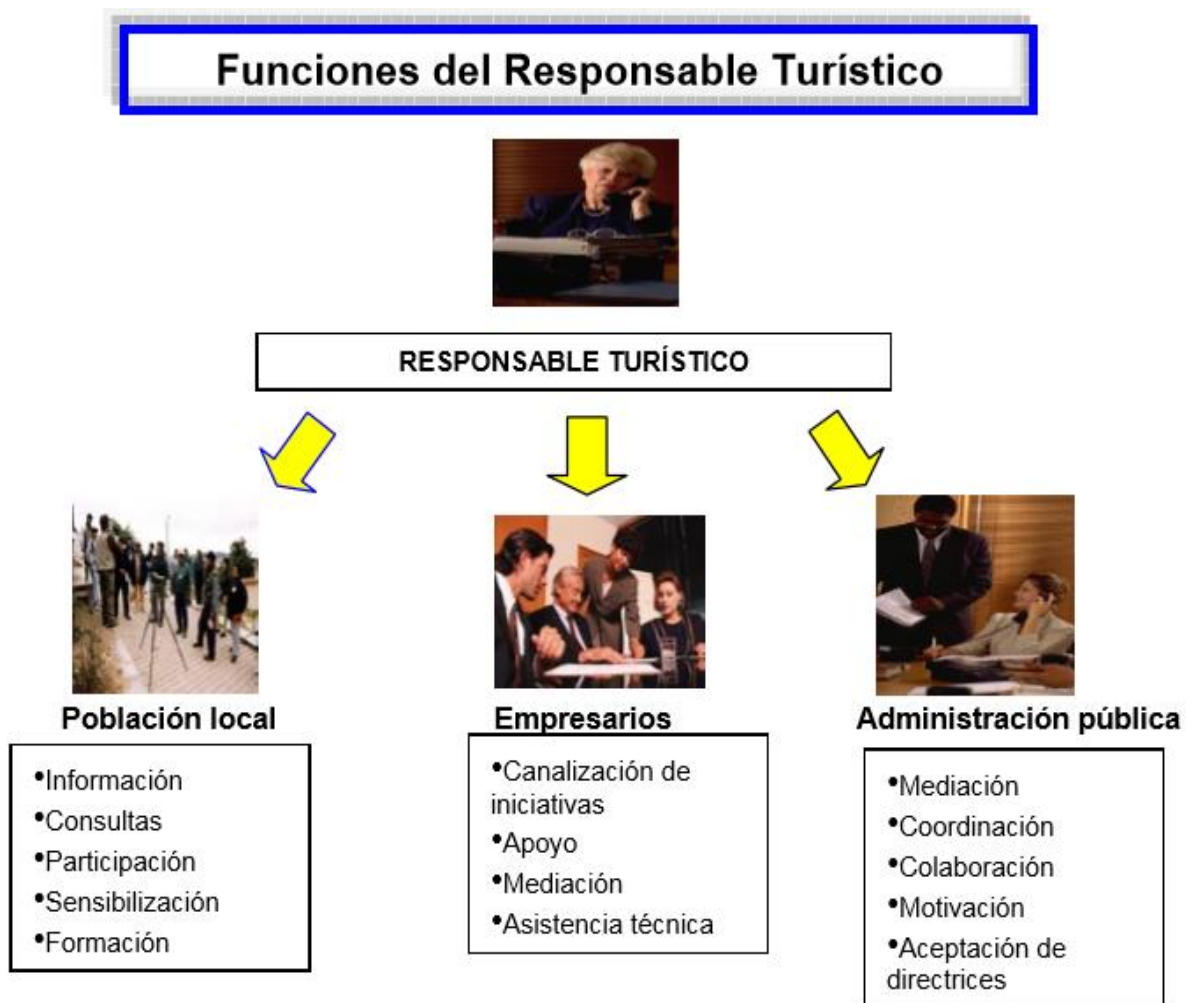 Funciones del Responsable Turístico
RESPONSABLE TURÍSTICO
Población local
•Información
•Consultas
•Participación
•Sensibilización
•Formación
Empresarios
•Canalización de
iniciativas
•Apoyo
•Mediación
•Asistencia técnica
Administración pública
•Mediación
•Coordinación
•Colaboración
•Motivación
•Aceptación de
directrices